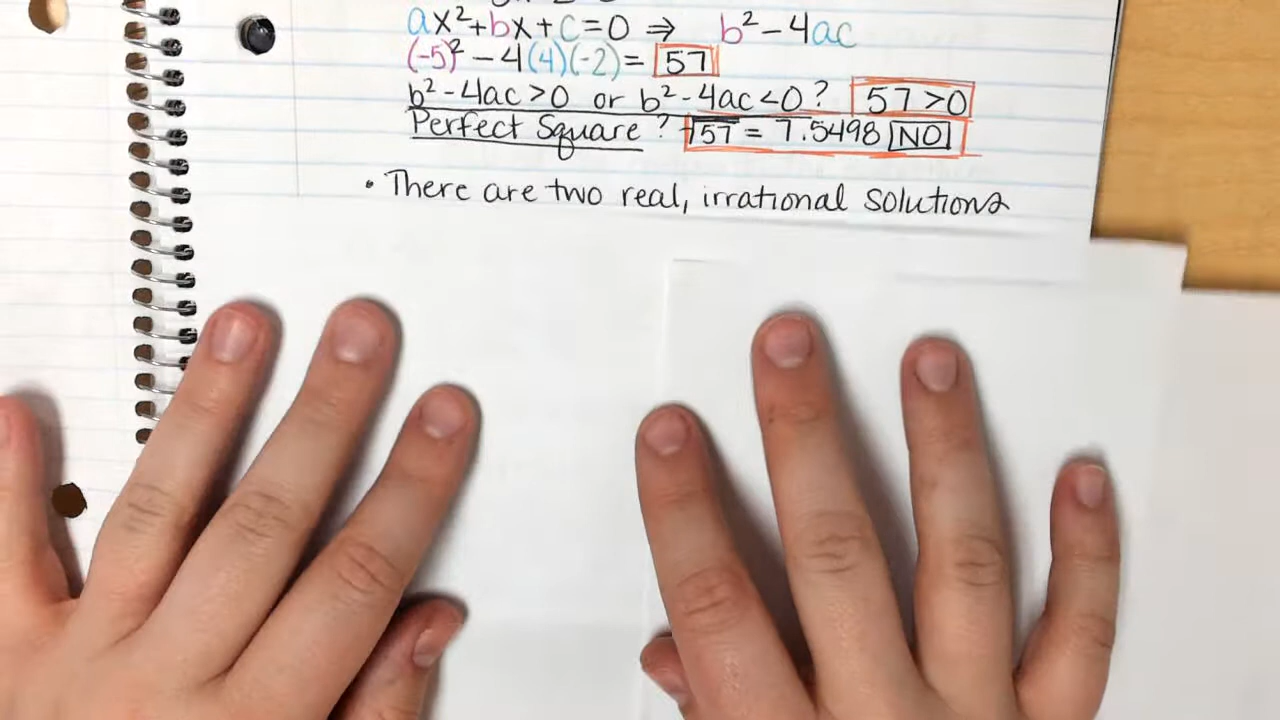 ax²+bx+c=0 ⇒ b²-4ac
(-5)² - 4(4)(-2) = 57
b²-4ac>0 or b²-4ac<0? 57>0
Perfect Square? √57 = 7.5498 NO
• There are two real, irrational solutions